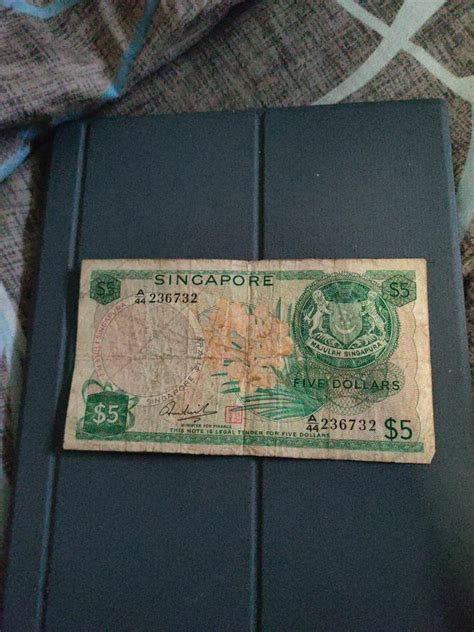 SINGAPORE
$5
A/44 236732
$5
MAJULAH SINGAPURA
FIVE DOLLARS
SINGAPORE
$5
MINISTER FOR FINANCE
THIS NOTE IS LEGAL TENDER FOR FIVE DOLLARS
A/44 236732
$5